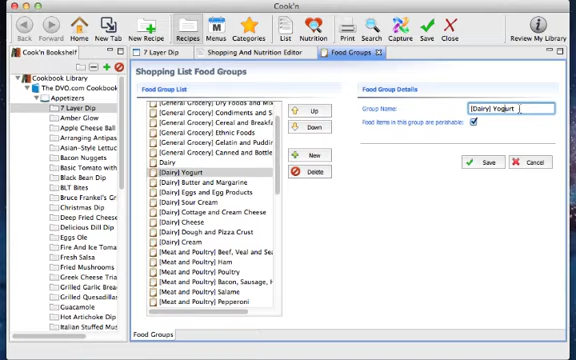 Cook'n
Back Forward Home New Tab New Recipe Recipes Menus Categories List Nutrition Search Capture Save Close Review My Library
Cook'n Bookshelf
7 Layer Dip Shopping And Nutrition Editor Food Groups
Cookbook Library
The DVO.com Cookbook
Appetizers
7 Layer Dip
Amber Glow
Apple Cheese Ball
Arranging Antipas
Asian-Style Lettuc
Bacon Nuggets
Basic Tomato Bruc
Black Bean Dip
BLT Bites
Bruce Frankel's Gr
Christmas Dip
Deep Fried Cheese
Delicious Dill Dip
Eggs Ole
Fire And Ice Tomat
Fresh Salsa
Fried Mushrooms
Greek Cheese Tria
Grilled Garlic Bread
Grilled Quesadillas
Guacamole
Hot Artichoke Dip
Italian Stuffed Mus
Shopping List Food Groups
Food Group List
[General Grocery] Dry Foods and Mix
[General Grocery] Condiments and S
[General Grocery] Cereal and Breakf
[General Grocery] Ethnic Foods
[General Grocery] Gelatin and Puddin
[General Grocery] Canned and Bottle
Dairy
[Dairy] Yogurt
[Dairy] Butter and Margarine
[Dairy] Eggs and Egg Products
[Dairy] Sour Cream
[Dairy] Cottage and Cream Cheese
[Dairy] Cheese
[Dairy] Dough and Pizza Crust
[Dairy] Cream
[Meat and Poultry] Beef, Veal and Sea
[Meat and Poultry] Ham
[Meat and Poultry] Poultry
[Meat and Poultry] Bacon, Sausage, H
[Meat and Poultry] Salame
[Meat and Poultry] Pepperoni
Up
Down
New
Delete
Food Group Details
Group Name: [Dairy] Yogurt
Food items in this group are perishable:
Save Cancel
Food Groups